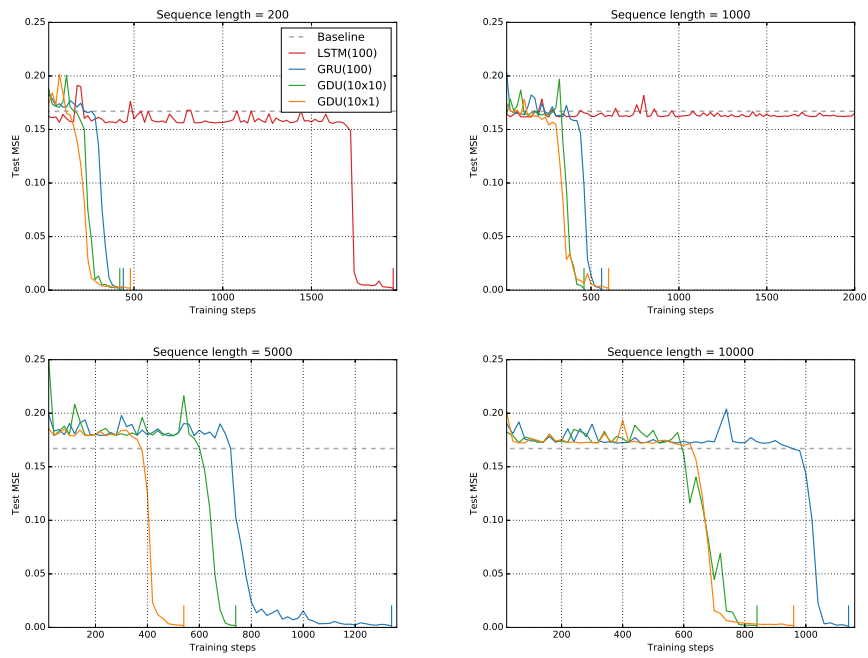 Sequence length = 200
0.25
0.20
0.15
0.10
0.05
0.00
Test MSE
500
1000
1500
Training steps
Baseline
LSTM(100)
GRU(100)
GDU(10x10)
GDU(10x1)
Sequence length = 1000
0.25
0.20
0.15
0.10
0.05
0.00
Test MSE
500
1000
1500
2000
Training steps
Sequence length = 5000
0.25
0.20
0.15
0.10
0.05
0.00
Test MSE
200
400
600
800
1000
1200
Training steps
Sequence length = 10000
0.25
0.20
0.15
0.10
0.05
0.00
Test MSE
200
400
600
800
1000
Training steps